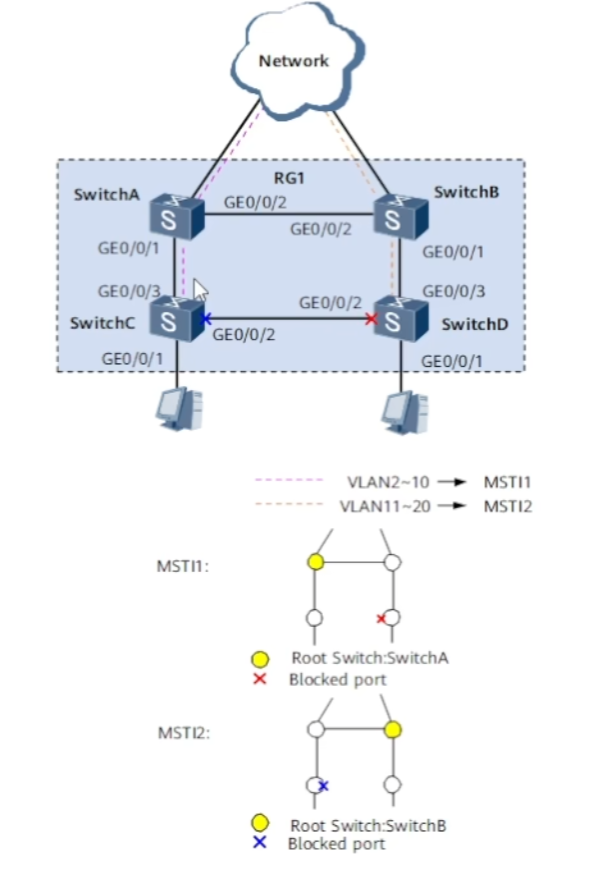 Network
RG1
SwitchA
SwitchB
GE0/0/2
GE0/0/2
GE0/0/1
GE0/0/1
GE0/0/3
GE0/0/3
GE0/0/2
SwitchC
SwitchD
GE0/0/2
GE0/0/1
GE0/0/1
VLAN2~10 MSTI1
VLAN11~20 MSTI2
MSTI1:
Root Switch:SwitchA
Blocked port
MSTI2:
Root Switch:SwitchB
Blocked port